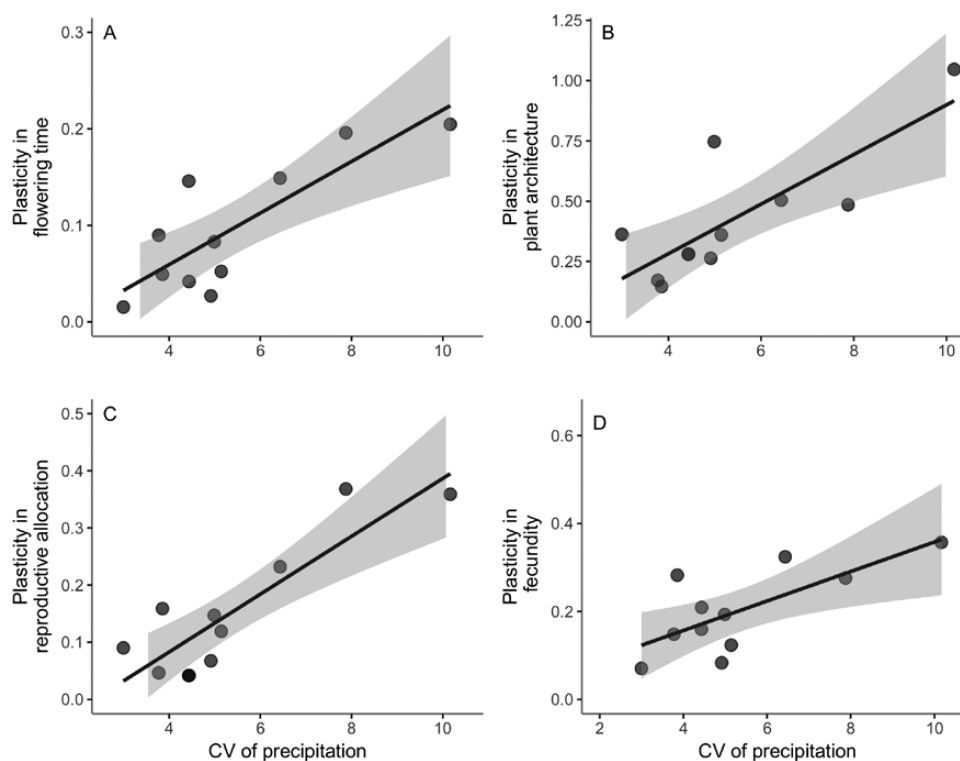 A
Plasticity in
flowering time
0.3
0.2
0.1
0.0
4
6
8
10
B
Plasticity in
plant architecture
1.25
1.00
0.75
0.50
0.25
0.00
4
6
8
10
C
Plasticity in
reproductive allocation
0.5
0.4
0.3
0.2
0.1
0.0
4
6
8
10
CV of precipitation
D
Plasticity in
fecundity
0.6
0.4
0.2
0.0
2
4
6
8
10
CV of precipitation